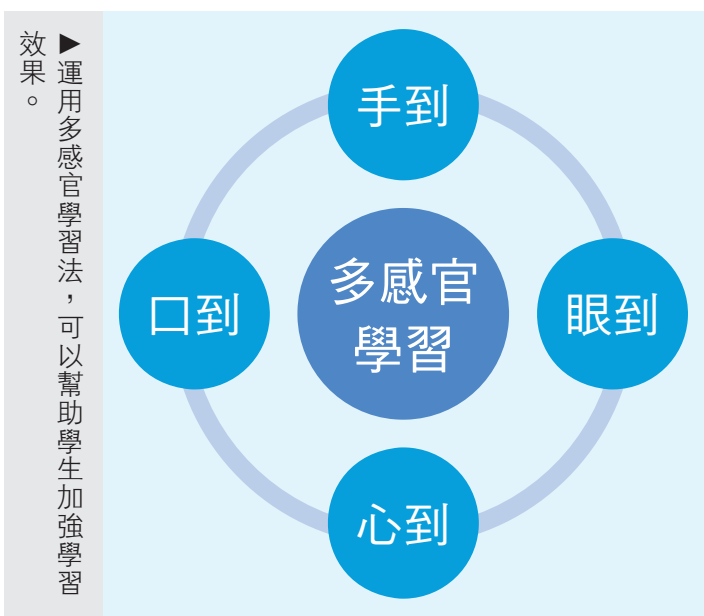 ▶運用多感官學習法，可以幫助學生加強學習
效果。
手到
口到
多感官
學習
眼到
心到